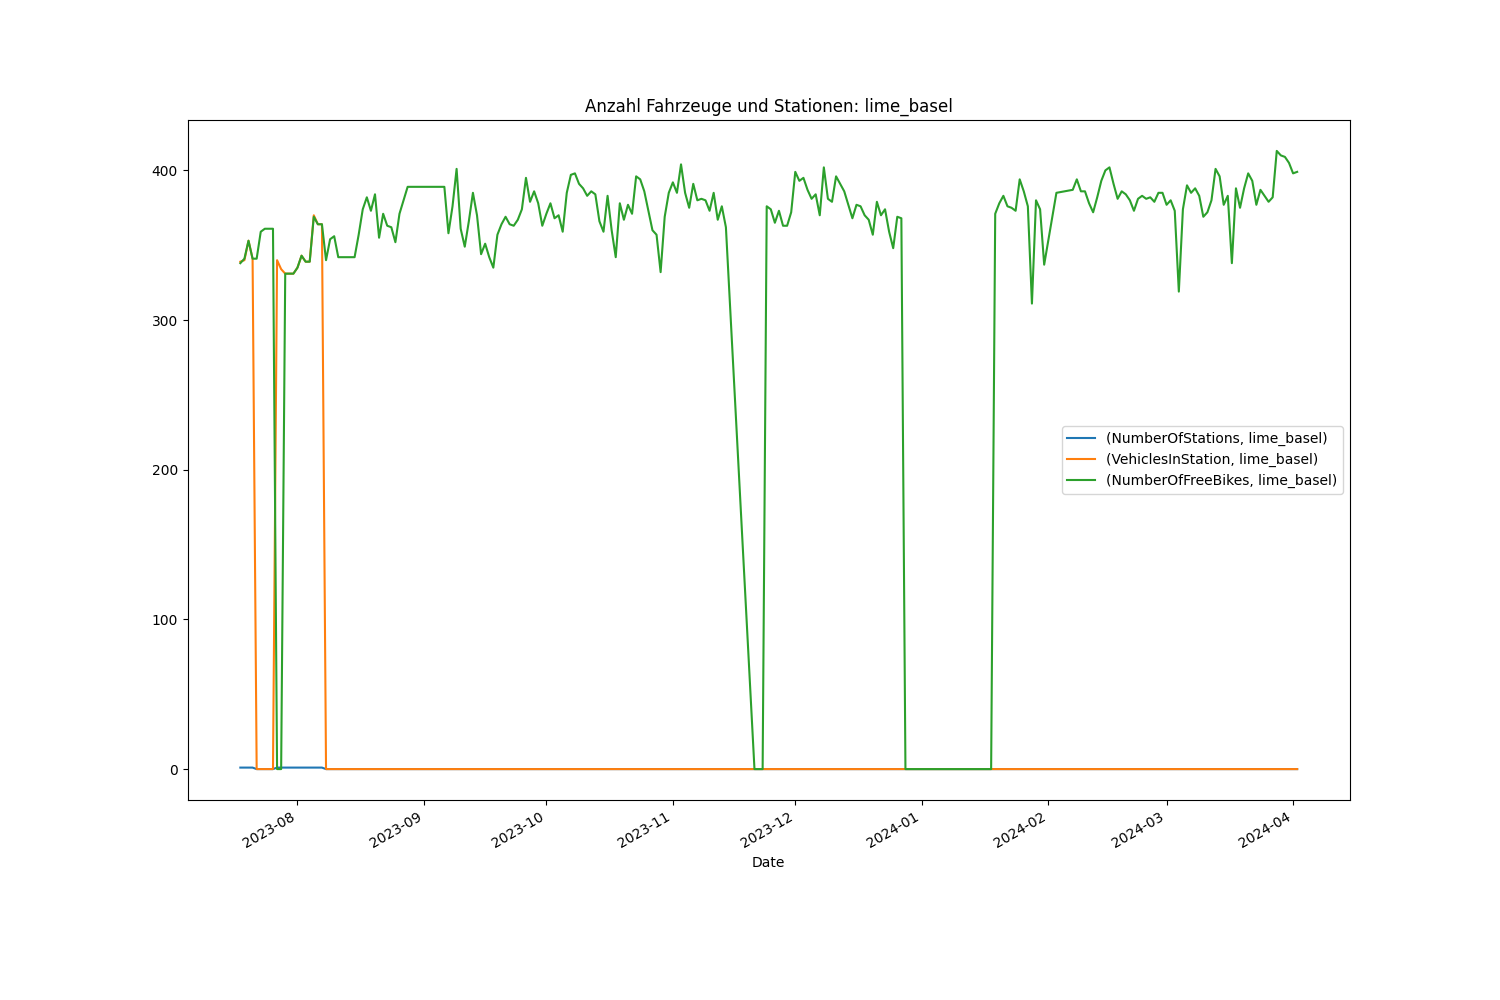 Anzahl Fahrzeuge und Stationen: lime_basel
400
300
200
100
0
(NumberOfStations, lime_basel)
(VehiclesInStation, lime_basel)
(NumberOfFreeBikes, lime_basel)
2023-08
2023-09
2023-10
2023-11
2023-12
2024-01
2024-02
2024-03
2024-04
Date